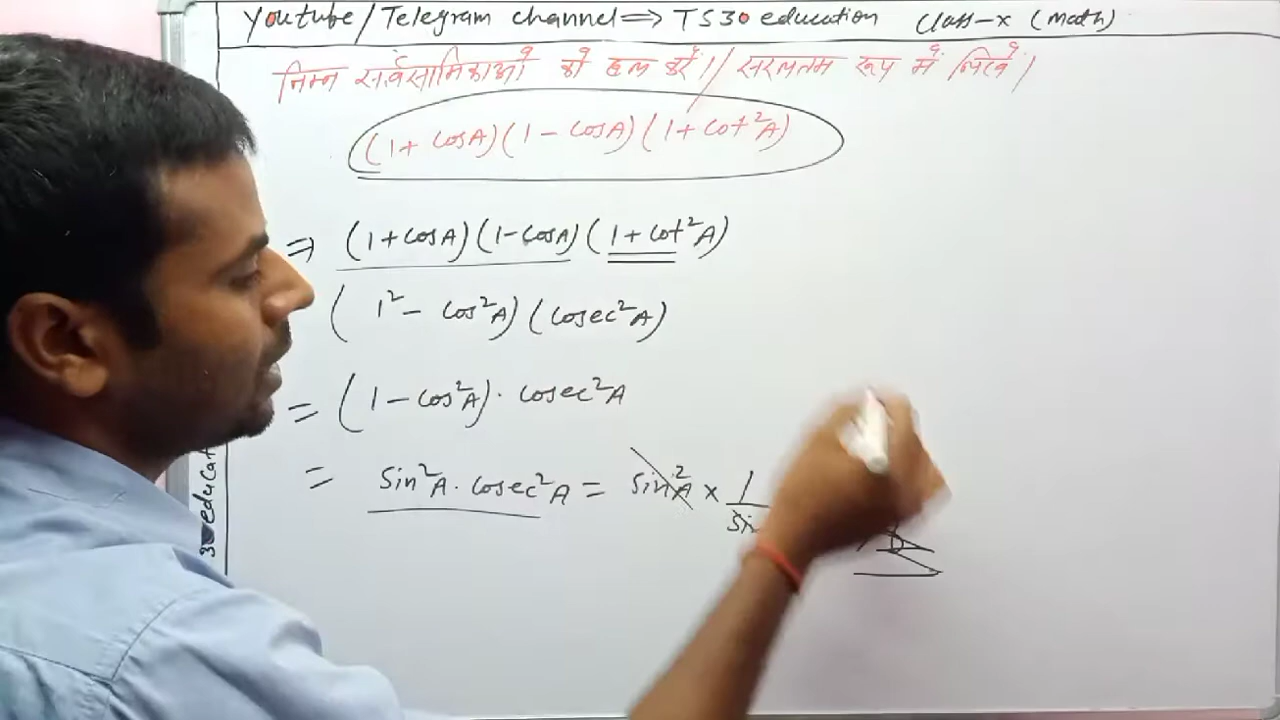 Youtube/Telegram channel ⇒ TS30 education Class-x (math)
निम्न सर्वसामिकाओं को हल करें।// सरलतम रूप में लिखें।
(1+ cosA)(1 - cosA)(1+ cot²A)
⇒ (1+cosA)(1-cosA)(1+cot²A)
(1² - cos²A)(cosec²A)
= (1 - cos²A). cosec²A
= sin²A . cosec²A = sin²A × 1